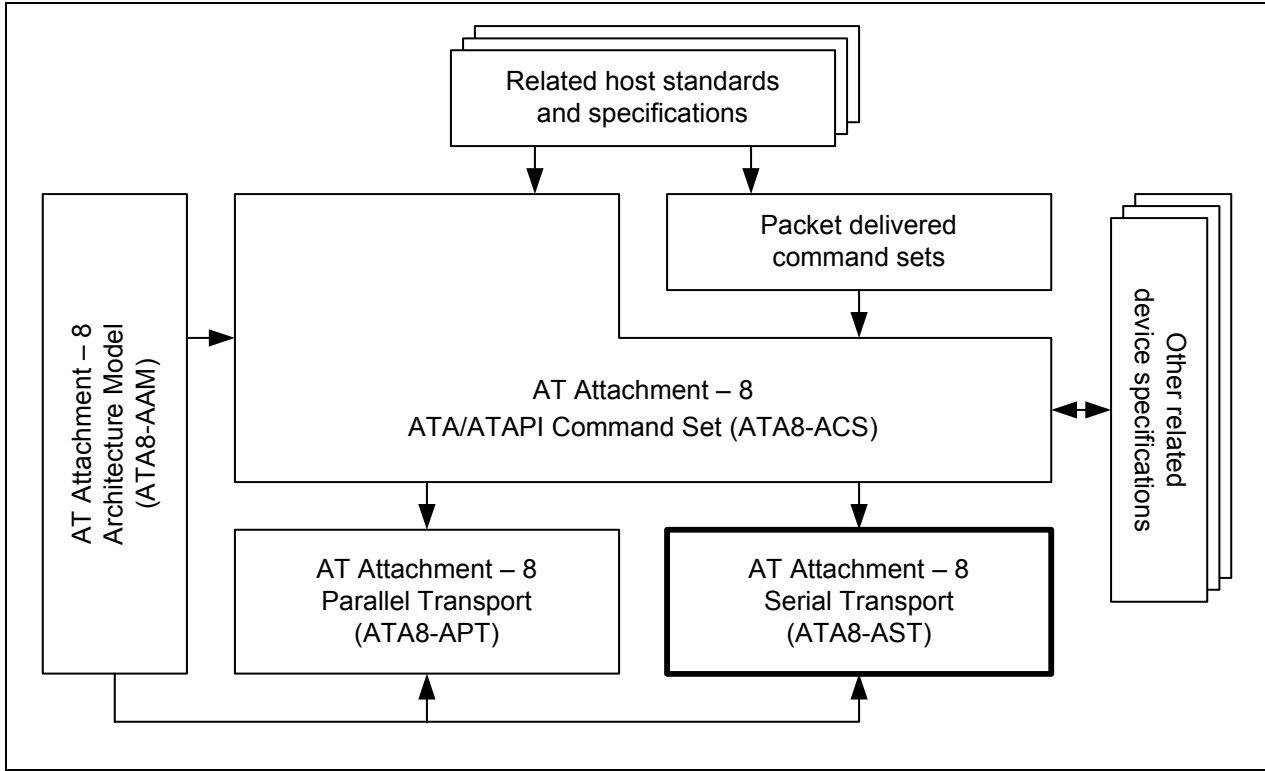 Related host standards
and specifications
Packet delivered
command sets
AT Attachment – 8
Architecture Model
(ATA8-AAM)
AT Attachment – 8
ATA/ATAPI Command Set (ATA8-ACS)
Other related
device specifications
AT Attachment – 8
Parallel Transport
(ATA8-APT)
AT Attachment – 8
Serial Transport
(ATA8-AST)